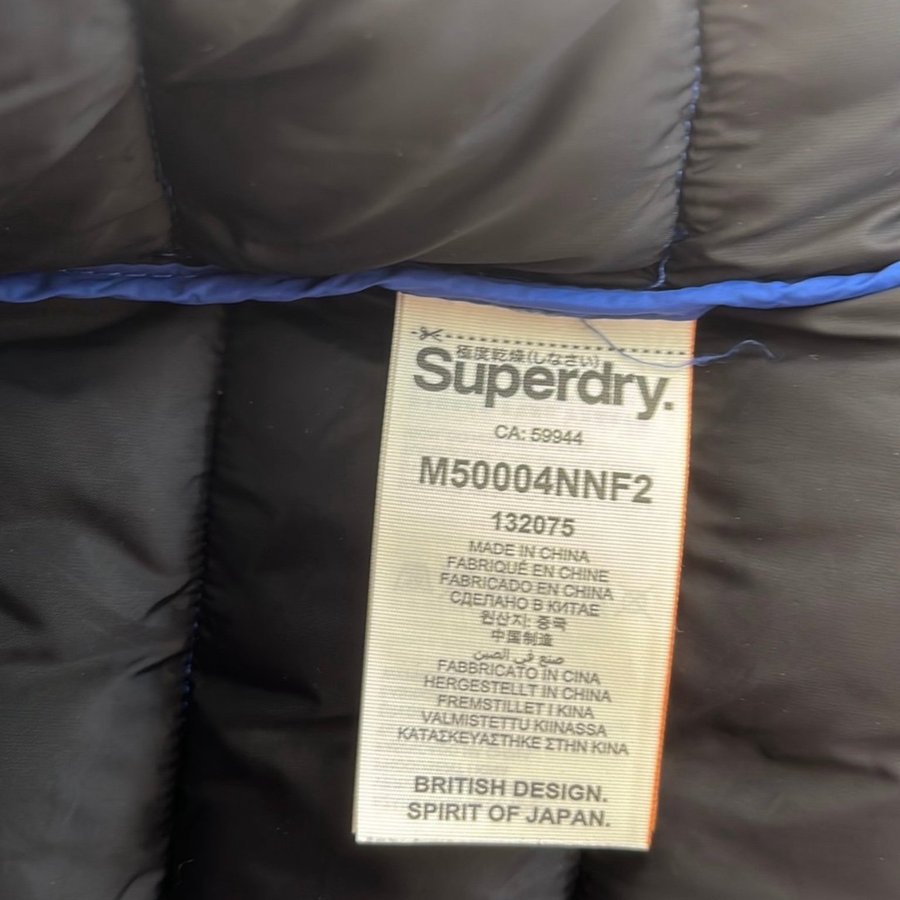 極度乾燥(しなさい)
Superdry.
CA: 59944
M50004NNF2
132075
MADE IN CHINA
FABRIQUÉ EN CHINE
FABRICADO EN CHINA
СДЕЛАНО В КИТАЕ
원산지: 중국
中国制造
صنع في الصين
FABBRICATO IN CINA
HERGESTELLT IN CHINA
FREMSTILLET I KINA
VALMISTETTU KIINASSA
ΚΑΤΑΣΚΕΥΑΣΤΗΚΕ ΣΤΗΝ ΚΙΝΑ
BRITISH DESIGN.
SPIRIT OF JAPAN.